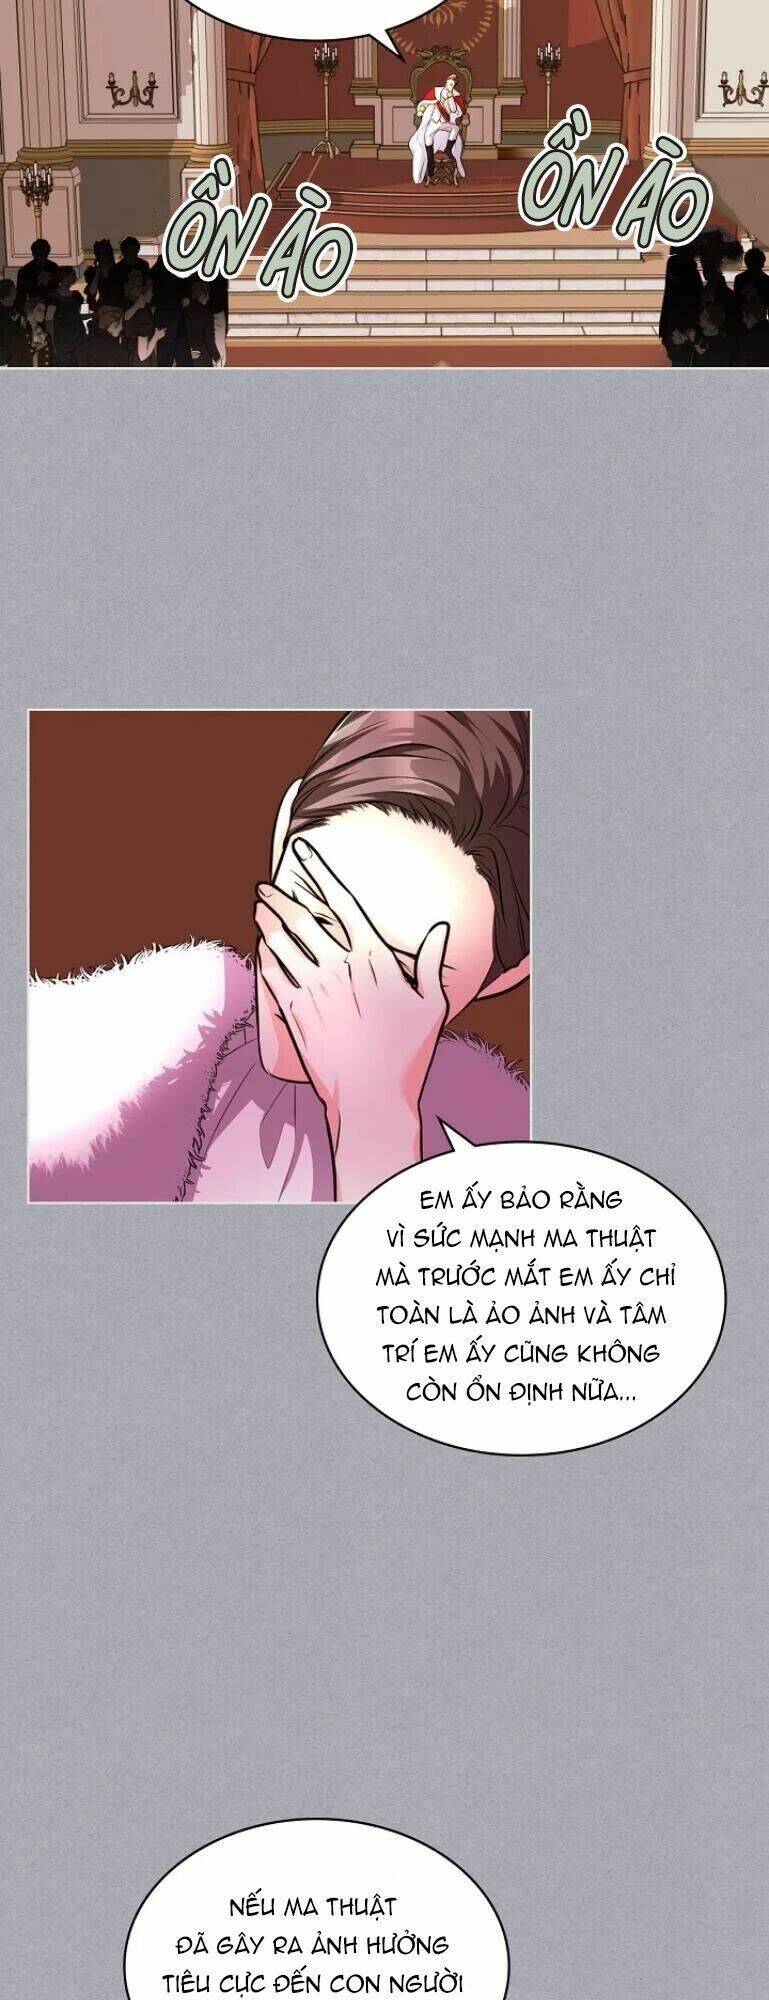 ỒN ÀO
ỒN ÀO
EM ẤY BẢO RẰNG
VÌ SỨC MẠNH MA THUẬT
MÀ TRƯỚC MẮT EM ẤY CHỈ
TOÀN LÀ ẢO ẢNH VÀ TÂM
TRÍ EM ẤY CŨNG KHÔNG
CÒN ỔN ĐỊNH NỮA...
NẾU MA THUẬT
ĐÃ GÂY RA ẢNH HƯỞNG
TIÊU CỰC ĐẾN CON NGƯỜI